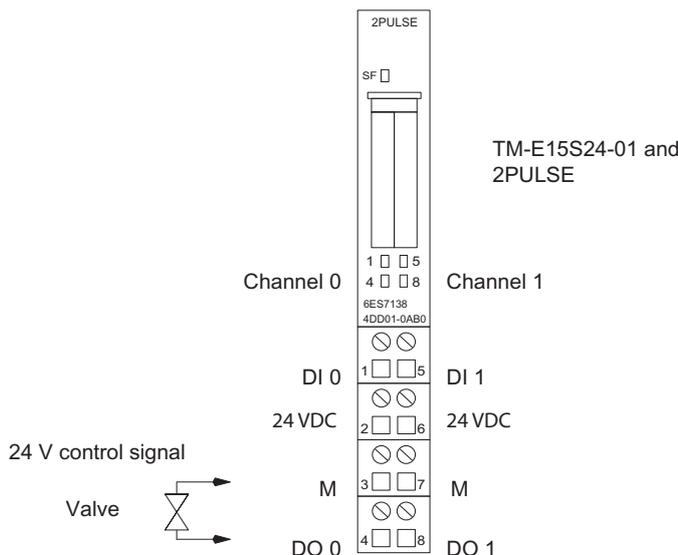 2PULSE
SF
TM-E15S24-01 and
2PULSE
1 5
Channel 0 4 8 Channel 1
6ES7138
4DD01-0AB0
DI 0 1 5 DI 1
24 VDC 2 6 24 VDC
24 V control signal
M 3 7 M
Valve
DO 0 4 8 DO 1